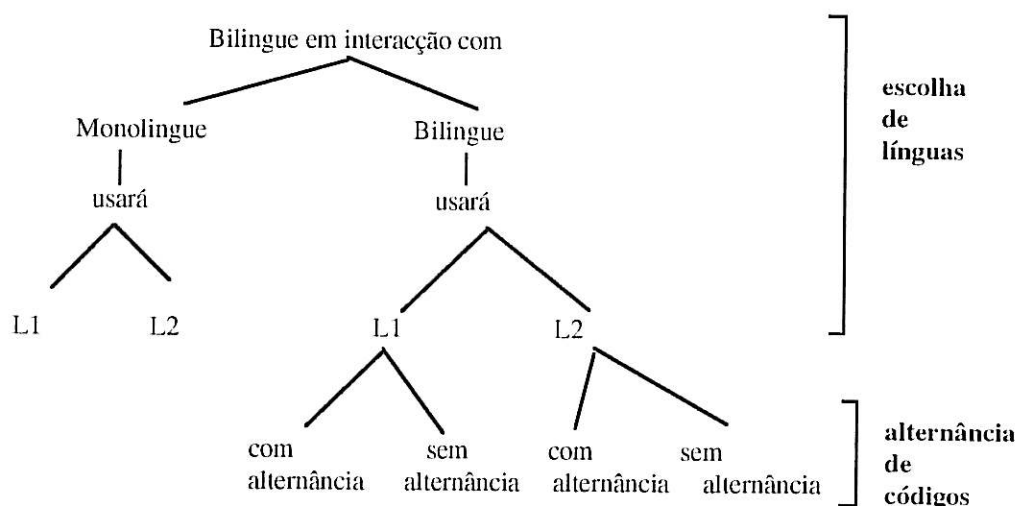 Bilingue em interacção com
Monolingue
Bilingue
usará
usará
L1
L2
L1
L2
escolha
de
línguas
com
alternância
sem
alternância
com
alternância
sem
alternância
alternância
de
códigos